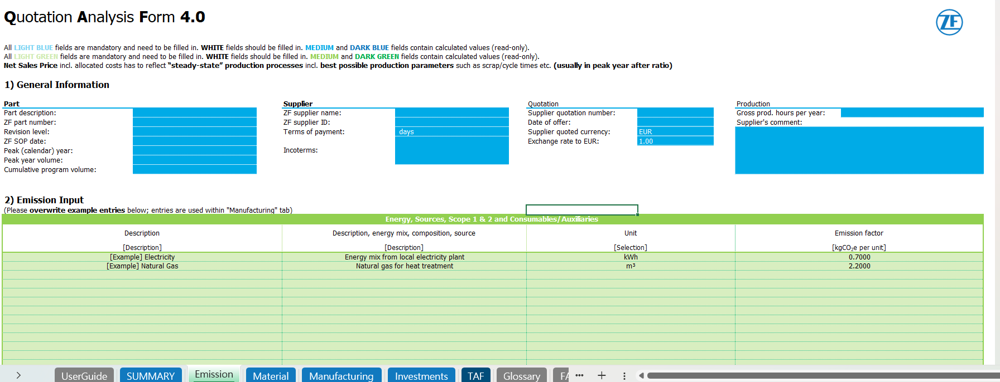 Quotation Analysis Form 4.0
ZF
All LIGHT BLUE fields are mandatory and need to be filled in. WHITE fields should be filled in. MEDIUM and DARK BLUE fields contain calculated values (read-only).
All LIGHT GREEN fields are mandatory and need to be filled in. WHITE fields should be filled in. MEDIUM and DARK GREEN fields contain calculated values (read-only).
Net Sales Price incl. allocated costs has to reflect "steady-state" production processes incl. best possible production parameters such as scrap/cycle times etc. (usually in peak year after ratio)
1) General Information
Part
Part description:
ZF part number:
Revision level:
ZF SOP date:
Peak (calendar) year:
Peak year volume:
Cumulative program volume:
Supplier
ZF supplier name:
ZF supplier ID:
Terms of payment: days
Incoterms:
Quotation
Supplier quotation number:
Date of offer:
Supplier quoted currency: EUR
Exchange rate to EUR: 1.00
Production
Gross prod. hours per year:
Supplier's comment:
2) Emission Input
(Please overwrite example entries below; entries are used within "Manufacturing" tab)
Energy, Sources, Scope 1 & 2 and Consumables/Auxiliaries
Description Description, energy mix, composition, source Unit Emission factor
[Description] [Description] [Selection] [kgCO₂e per unit]
[Example] Electricity Energy mix from local electricity plant kWh 0.7000
[Example] Natural Gas Natural gas for heat treatment m³ 2.2000
UserGuide SUMMARY Emission Material Manufacturing Investments TAF Glossary